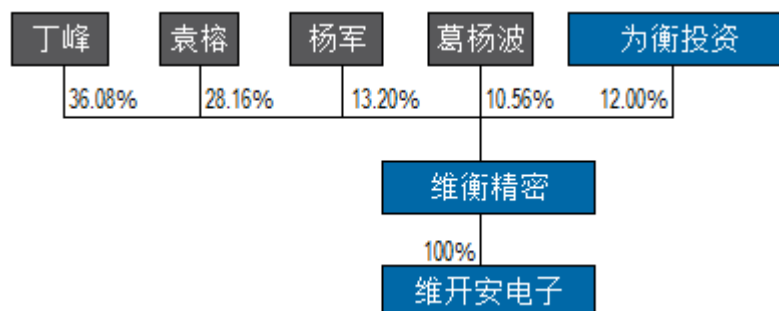 丁峰 袁榕 杨军 葛杨波 为衡投资
36.08% 28.16% 13.20% 10.56% 12.00%
维衡精密
100%
维开安电子